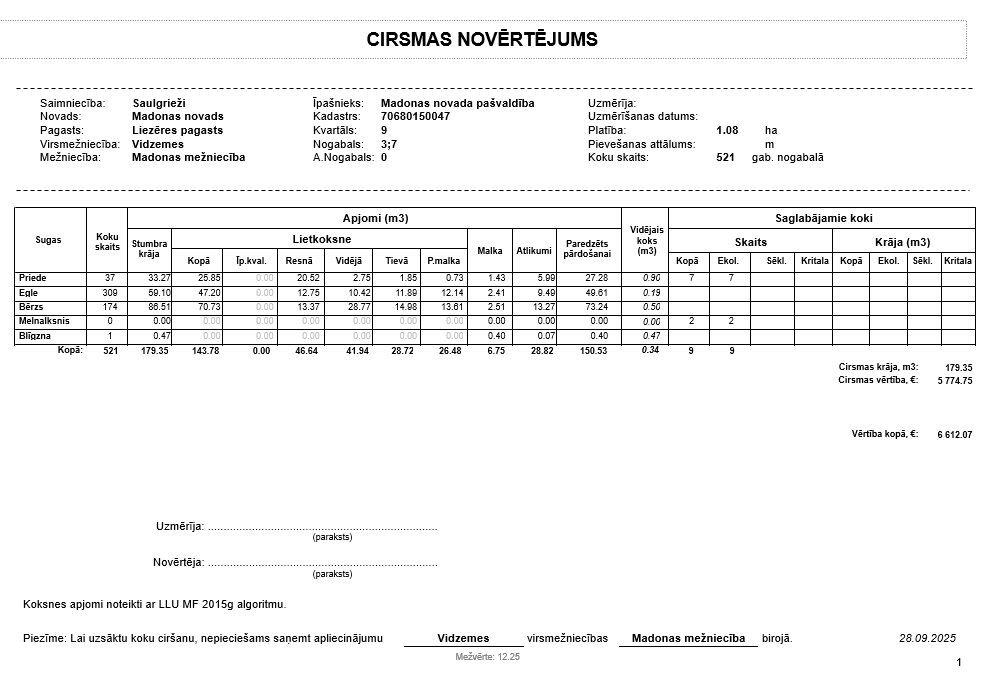 CIRSMAS NOVĒRTĒJUMS
Saimniecība: Saulgrieži Īpašnieks: Madonas novada pašvaldība Uzmērīja:
Novads: Madonas novads Kadastrs: 70680150047 Uzmērīšanas datums:
Pagasts: Liezēres pagasts Kvartāls: 9 Platība: 1.08 ha
Virsmežniecība: Vidzemes Nogabals: 3;7 Pievešanas attālums: m
Mežniecība: Madonas mežniecība A.Nogabals: 0 Koku skaits: 521 gab. nogabalā
Sugas Koku skaits Apjomi (m3) Vidējais koks (m3) Saglabājamie koki
Stumbra krāja Lietkoksne Malka Atlikumi Paredzēts pārdošanai Skaits Krāja (m3)
Kopā Īp.kval. Resnā Vidējā Tievā P.malka Kopā Ekol. Sēkl. Kritala Kopā Ekol. Sēkl. Kritala
Priede 37 33.27 25.85 0.00 20.52 2.75 1.85 0.73 1.43 5.99 27.28 0.90 7 7
Egle 309 59.10 47.20 0.00 12.75 10.42 11.89 12.14 2.41 9.49 49.61 0.19
Bērzs 174 86.51 70.73 0.00 13.37 28.77 14.98 13.61 2.51 13.27 73.24 0.50
Melnalksnis 0 0.00 0.00 0.00 0.00 0.00 0.00 0.00 0.00 0.00 0.00 0.00 2 2
Blīgzna 1 0.47 0.00 0.00 0.00 0.00 0.00 0.00 0.40 0.07 0.40 0.47
Kopā: 521 179.35 143.78 0.00 46.64 41.94 28.72 26.48 6.75 28.82 150.53 0.34 9 9
Cirsmas krāja, m3: 179.35
Cirsmas vērtība, €: 5 774.75
Vērtība kopā, €: 6 612.07
Uzmērīja: ..........................................................................
(paraksts)
Novērtēja: ..........................................................................
(paraksts)
Koksnes apjomi noteikti ar LLU MF 2015g algoritmu.
Piezīme: Lai uzsāktu koku ciršanu, nepieciešams saņemt apliecinājumu Vidzemes virsmežniecības Madonas mežniecība birojā. 28.09.2025
Mežvērte: 12.25
1